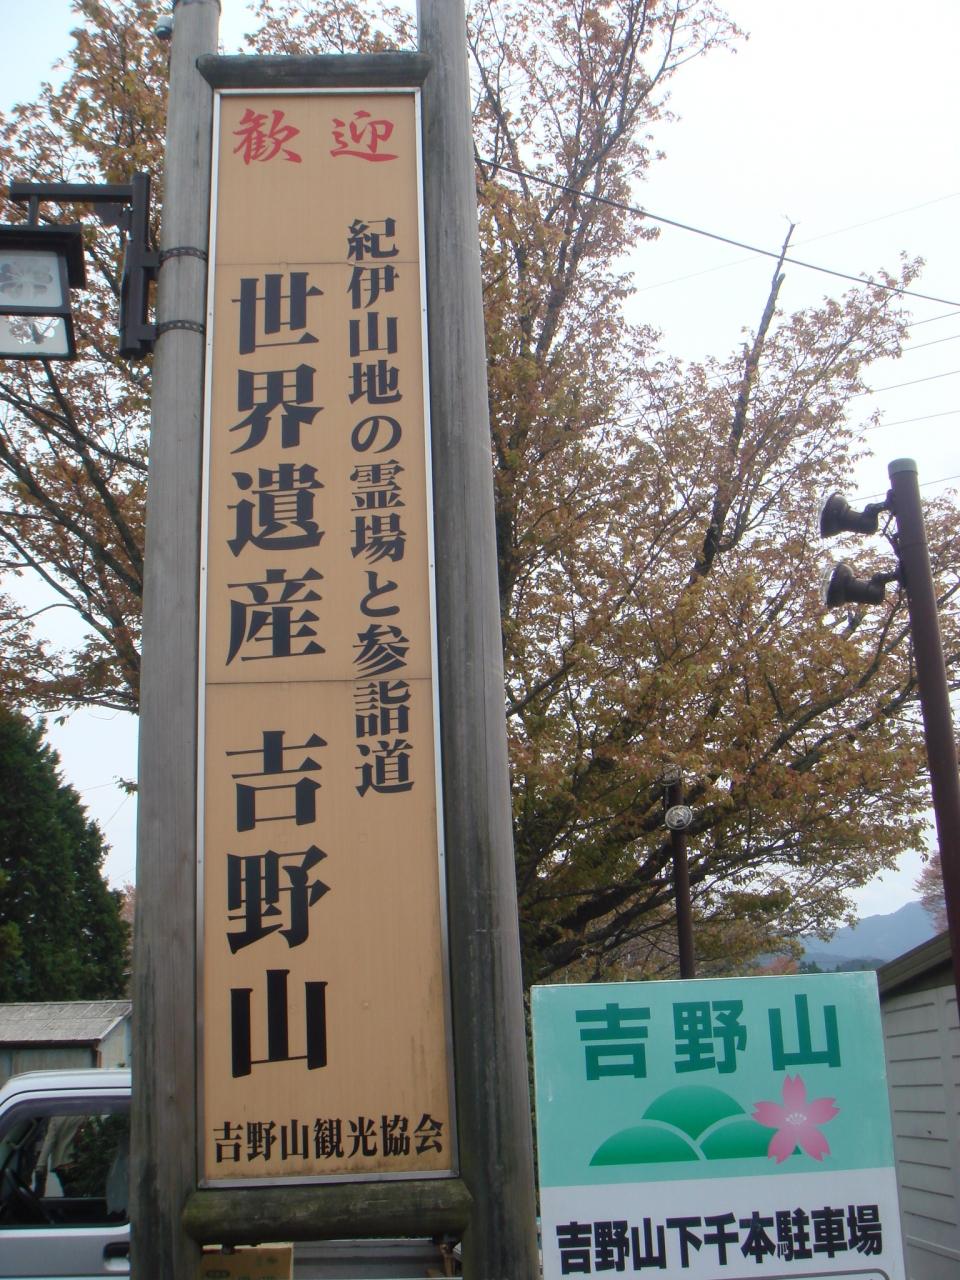 歓迎
紀伊山地の霊場と参詣道
世界遺産 吉野山
吉野山観光協会
吉野山
吉野山下千本駐車場